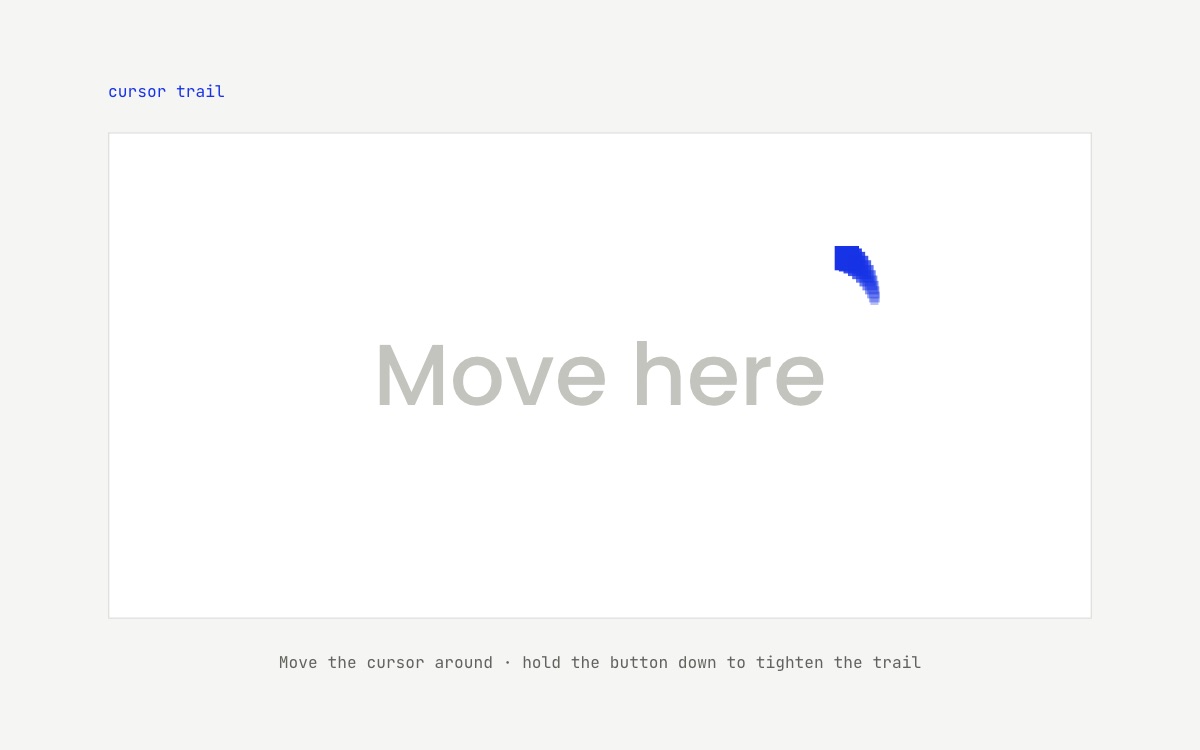 cursor trail
Move here
Move the cursor around · hold the button down to tighten the trail